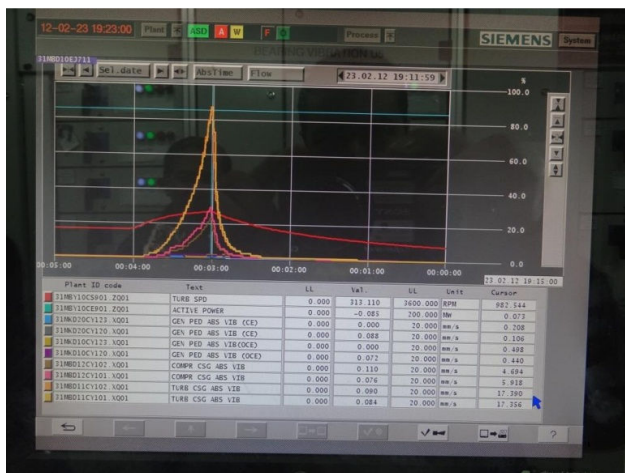 12-02-23 19:23:00 Plant ASD A W F Process SIEMENS System
BEARING VIBRATION
31MBD10EJ711
Sel.date AbsTime Flow 23.02.12 19:11:59
%
100.0
80.0
60.0
40.0
20.0
0.0
00:05:00 00:04:00 00:03:00 00:02:00 00:01:00 00:00:00 23 02 12 19:15:00
Plant ID code Text LL Val. UL Unit Cursor
31MBY10CS901.ZQ01 TURB SPD 0.000 313.110 3600.000 RPM 982.544
31MBY10CE901.ZQ01 ACTIVE POWER 0.000 -0.085 200.000 MW 0.073
31MKD20CY123.XQ01 GEN PED ABS VIB (CE) 0.000 0.000 20.000 mm/s 0.208
31MKD20CY120.XQ01 GEN PED ABS VIB (CE) 0.000 0.088 20.000 mm/s 0.106
31MKD10CY123.XQ01 GEN PED ABS VIB(OCE) 0.000 0.000 20.000 mm/s 0.498
31MKD10CY120.XQ01 GEN PED ABS VIB (OCE) 0.000 0.072 20.000 mm/s 0.440
31MBD12CY102.XQ01 COMPR CSG ABS VIB 0.000 0.110 20.000 mm/s 4.684
31MBD12CY101.XQ01 COMPR CSG ABS VIB 0.000 0.076 20.000 mm/s 5.918
31MBD11CY102.XQ01 TURB CSG ABS VIB 0.000 0.090 20.000 mm/s 17.390
31MBD11CY101.XQ01 TURB CSG ABS VIB 0.000 0.084 20.000 mm/s 17.356
?